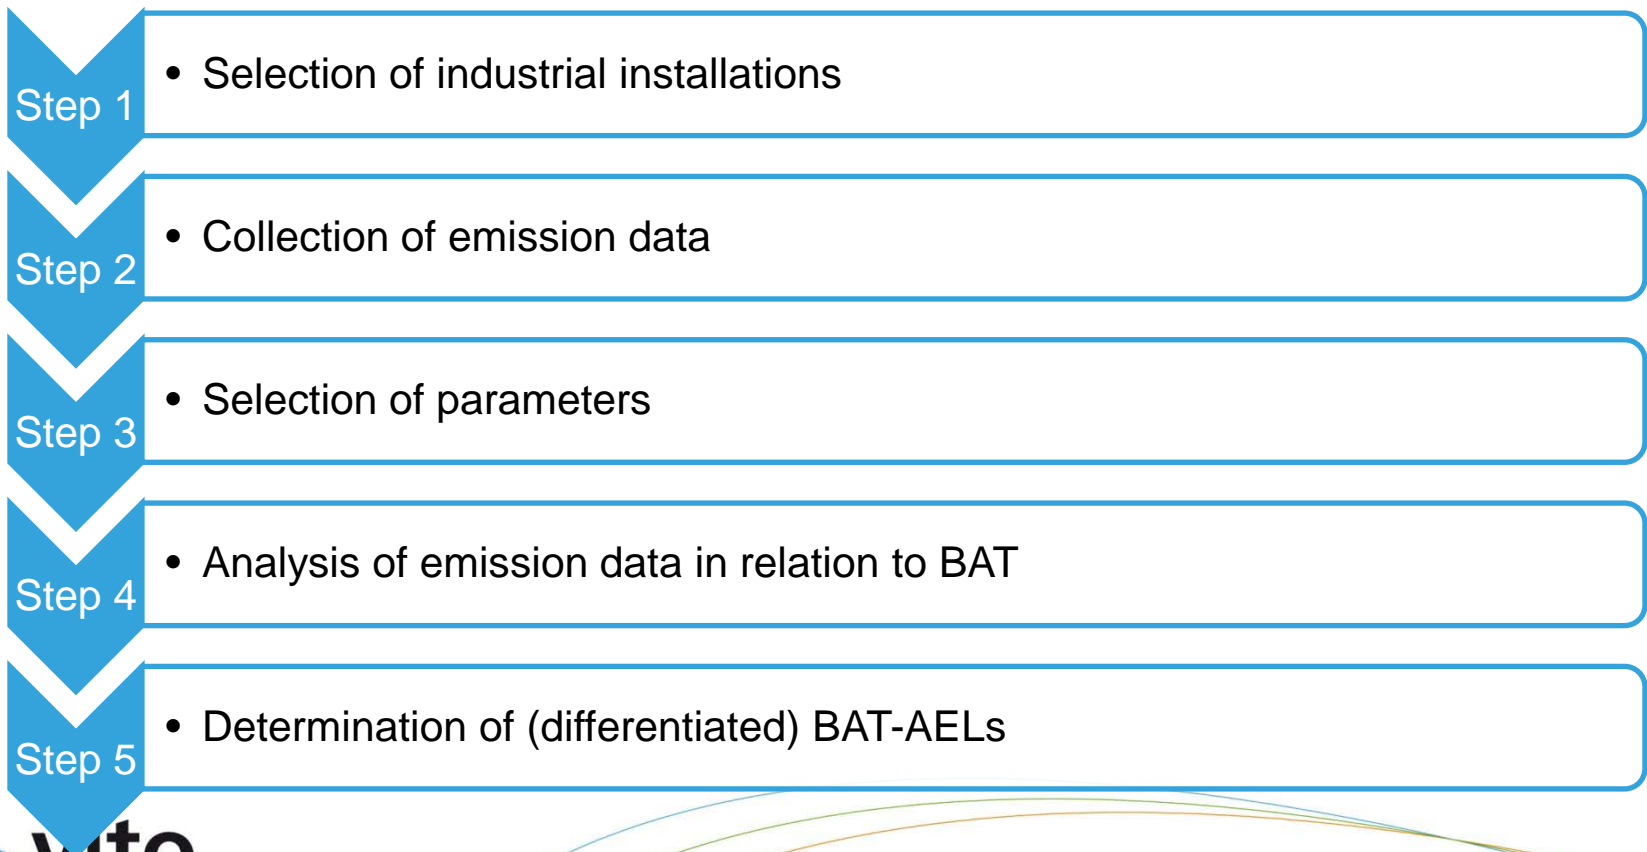 Step 1
• Selection of industrial installations
Step 2
• Collection of emission data
Step 3
• Selection of parameters
Step 4
• Analysis of emission data in relation to BAT
Step 5
• Determination of (differentiated) BAT-AELs
vito